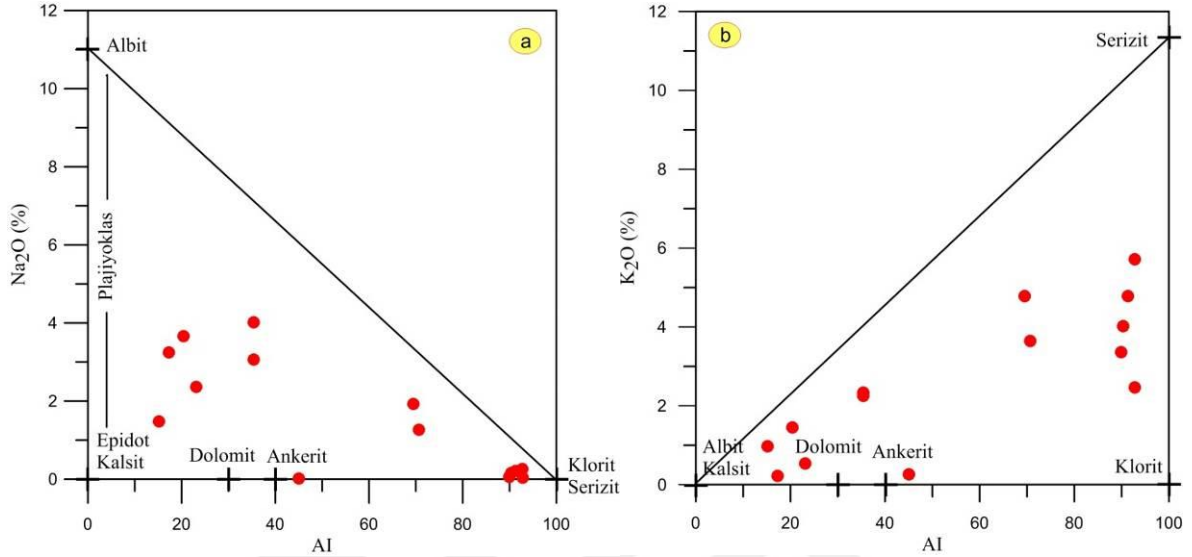 a
12
10
8
6
4
2
0
Na2O (%)
Albit
Plajiyoklas
Epidot
Kalsit
Dolomit
Ankerit
Klorit
Serizit
0 20 40 60 80 100
AI
b
12
10
8
6
4
2
0
K2O (%)
Serizit
Albit
Kalsit
Dolomit
Ankerit
Klorit
0 20 40 60 80 100
AI